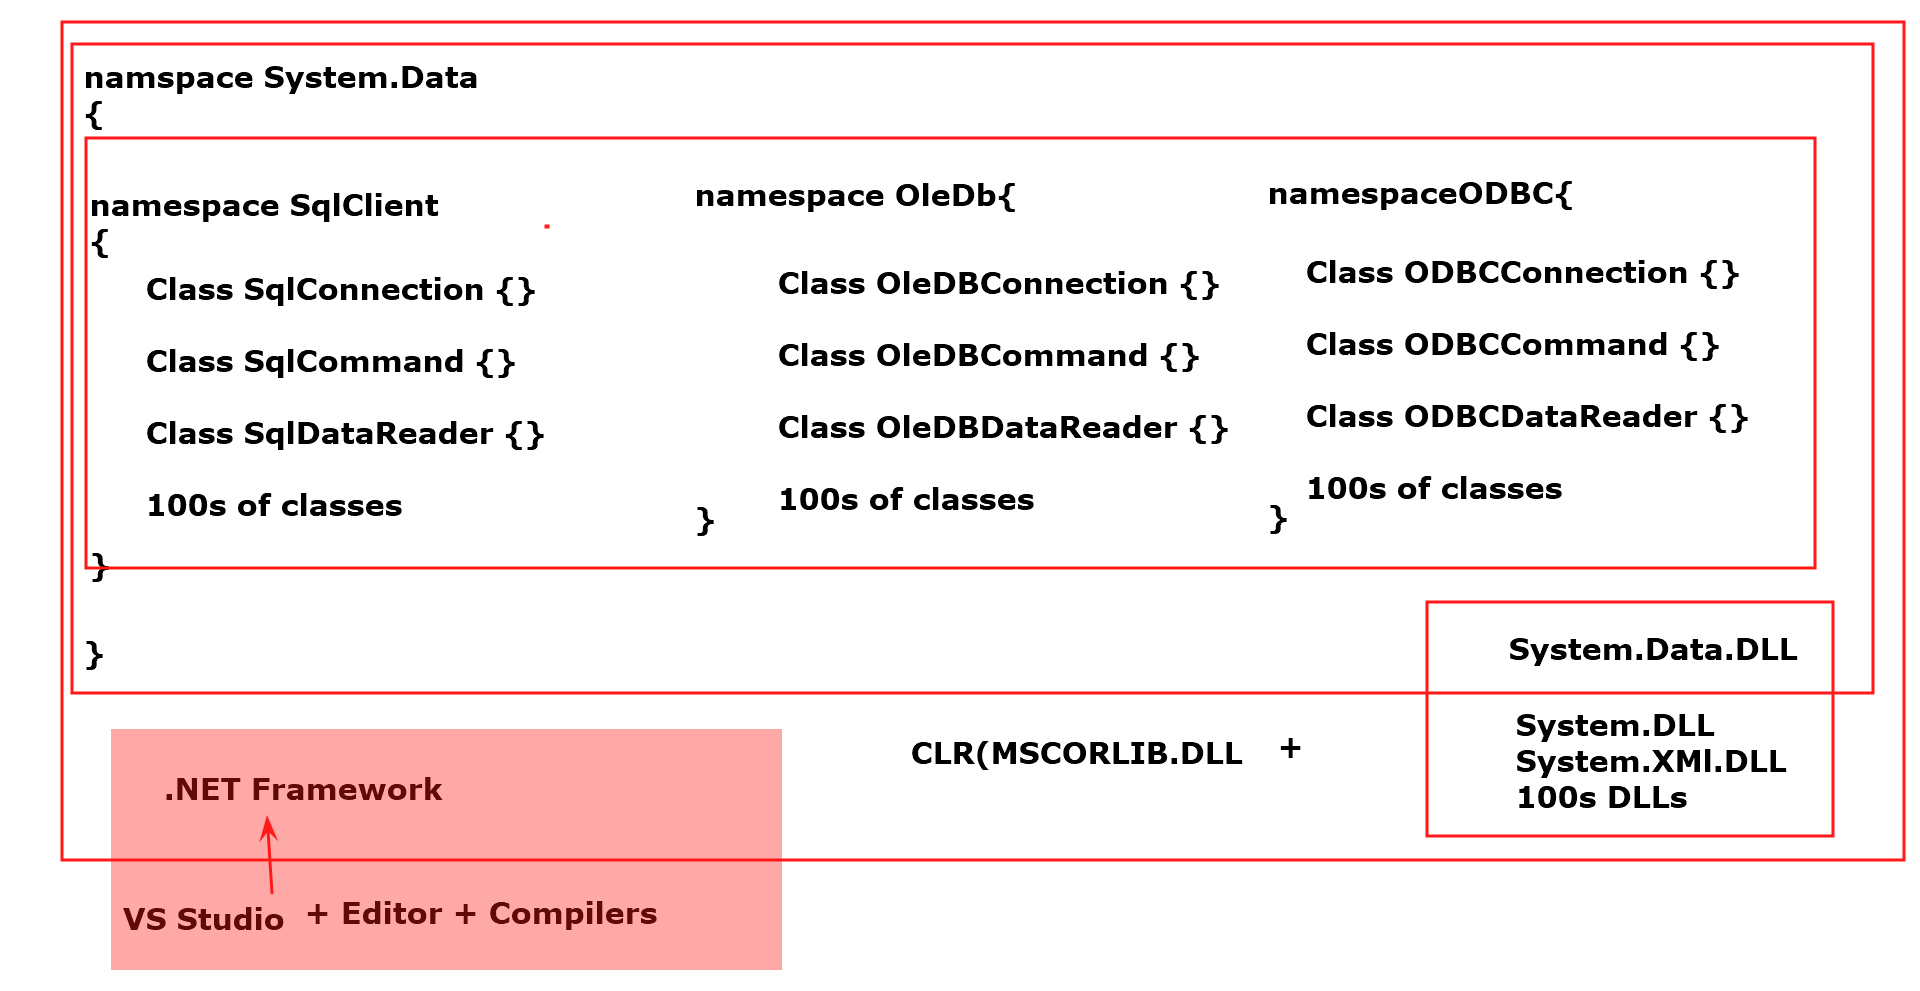 namspace System.Data
{
namespace SqlClient
{
Class SqlConnection {}
Class SqlCommand {}
Class SqlDataReader {}
100s of classes
}
namespace OleDb{
Class OleDBConnection {}
Class OleDBCommand {}
Class OleDBDataReader {}
100s of classes
}
namespaceODBC{
Class ODBCConnection {}
Class ODBCCommand {}
Class ODBCDataReader {}
100s of classes
}
}
System.Data.DLL
System.DLL
System.XMl.DLL
100s DLLs
CLR(MSCORLIB.DLL +
.NET Framework
VS Studio + Editor + Compilers